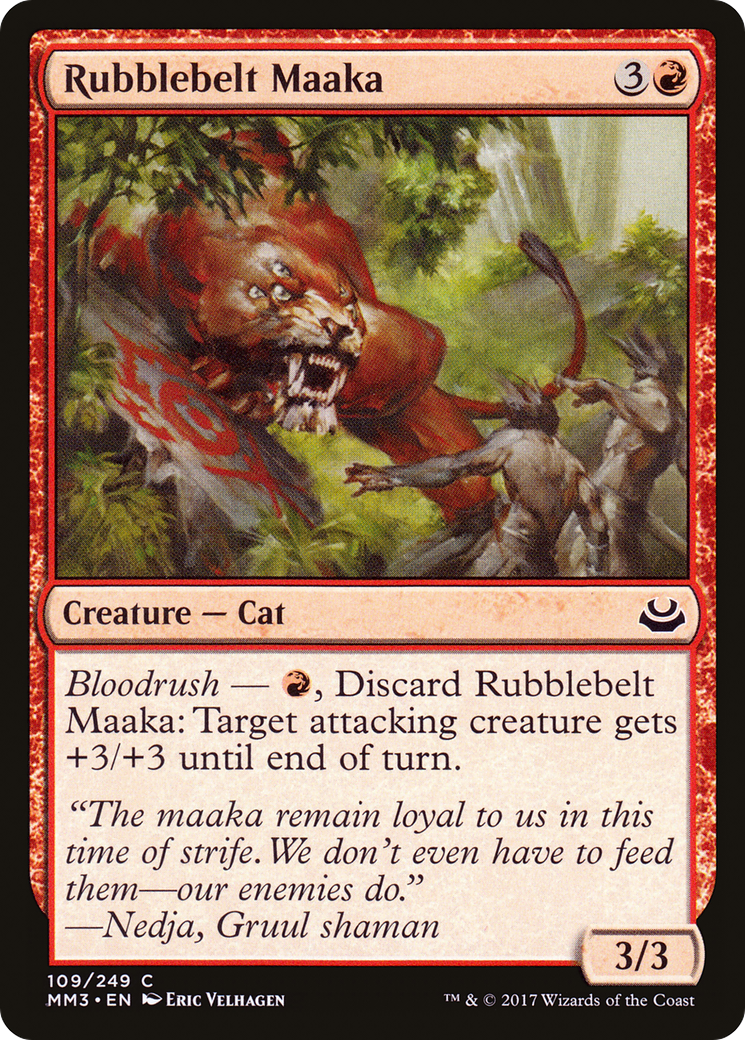 Rubblebelt Maaka 3
Creature — Cat
Bloodrush — , Discard Rubblebelt
Maaka: Target attacking creature gets
+3/+3 until end of turn.
“The maaka remain loyal to us in this
time of strife. We don’t even have to feed
them—our enemies do.”
—Nedja, Gruul shaman
3/3
109/249 C
MM3 • EN Eric Velhagen
™ & © 2017 Wizards of the Coast